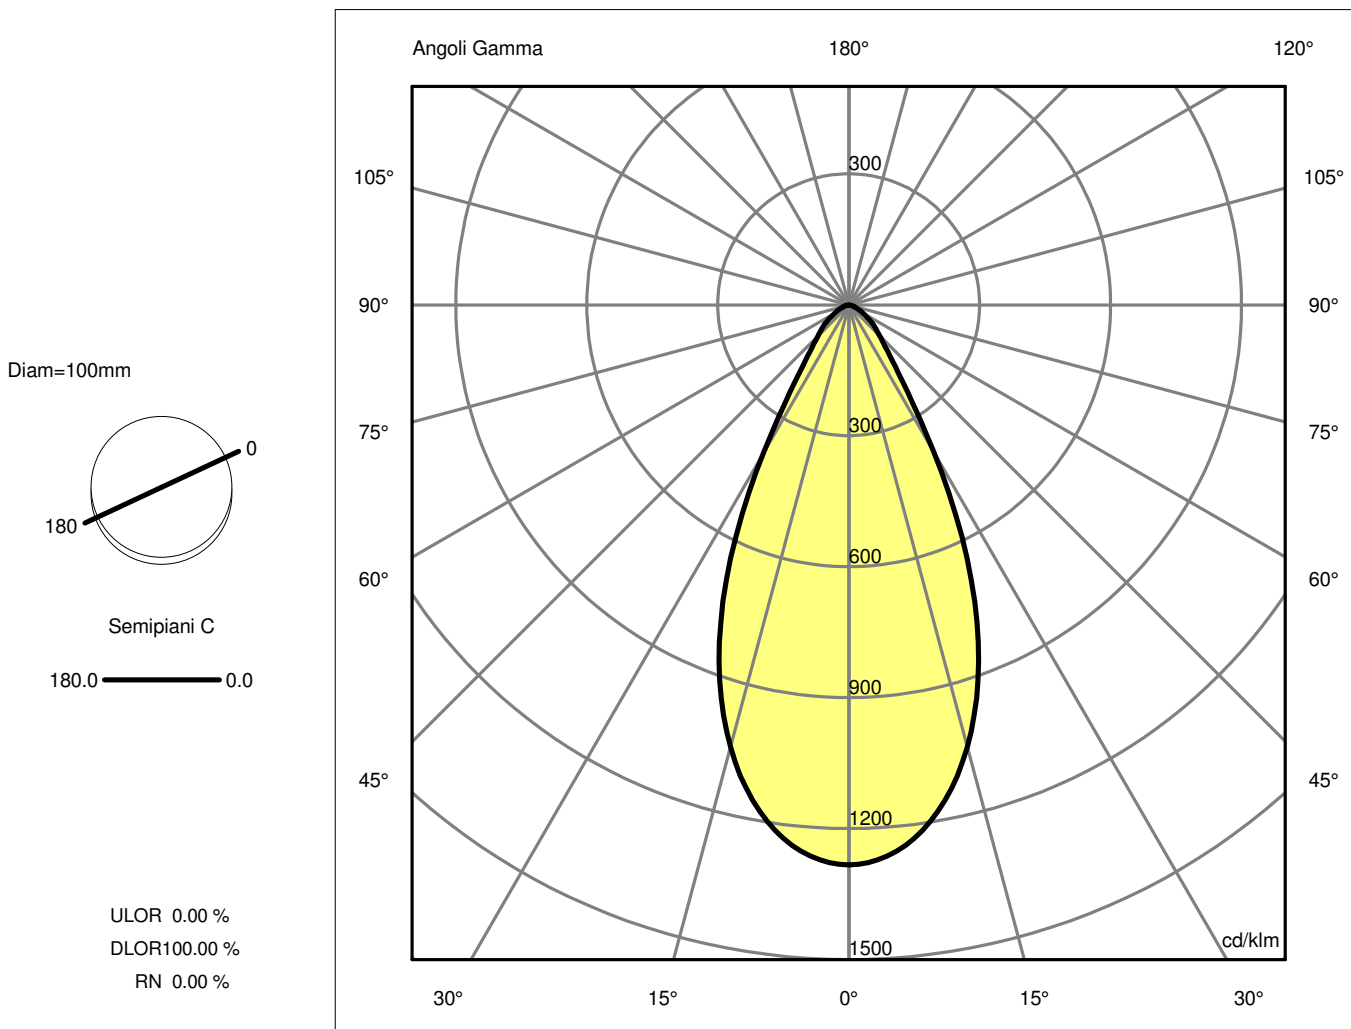 Angoli Gamma 180° 120°
300
105° 105°
90° 90°
Diam=100mm
300
75° 75°
0
180
600
60° 60°
Semipiani C
180.0 0.0
900
45° 45°
1200
ULOR 0.00 %
DLOR100.00 %
cd/klm
1500
RN 0.00 %
30° 15° 0° 15° 30°